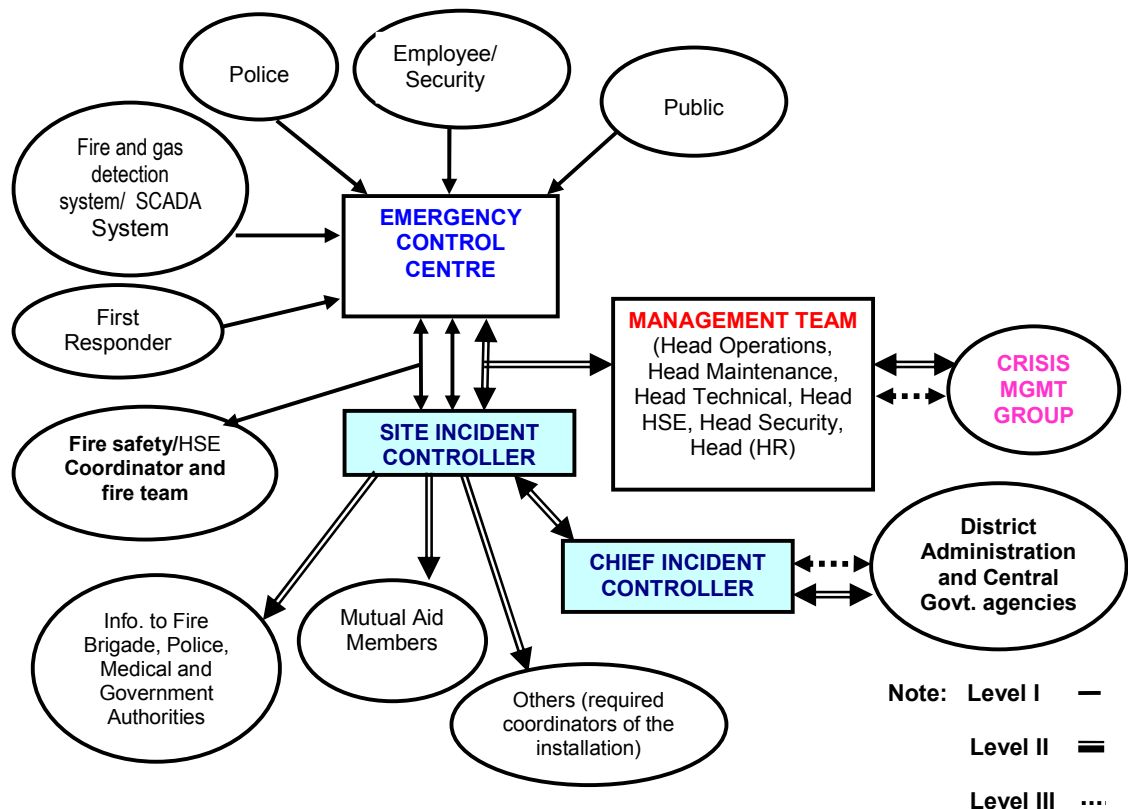 Police
Employee/
Security
Public
Fire and gas
detection
system/ SCADA
System
EMERGENCY
CONTROL
CENTRE
First
Responder
MANAGEMENT TEAM
(Head Operations,
Head Maintenance,
Head Technical, Head
HSE, Head Security,
Head (HR)
CRISIS
MGMT
GROUP
Fire safety/HSE
Coordinator and
fire team
SITE INCIDENT
CONTROLLER
CHIEF INCIDENT
CONTROLLER
District
Administration
and Central
Govt. agencies
Info. to Fire
Brigade, Police,
Medical and
Government
Authorities
Mutual Aid
Members
Others (required
coordinators of the
installation)
Note: Level I
Level II
Level III